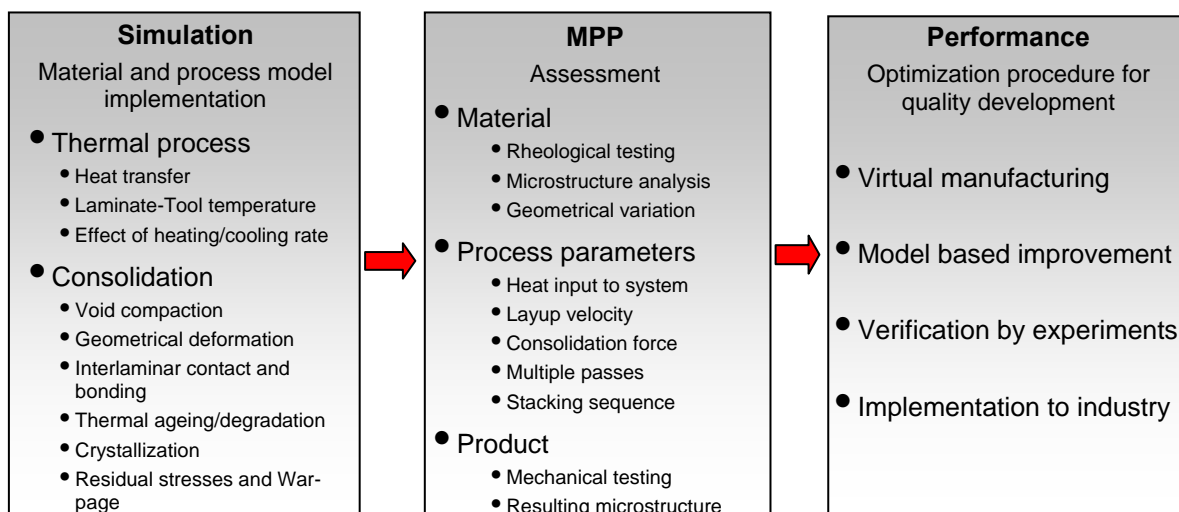 Simulation
Material and process model
implementation
• Thermal process
• Heat transfer
• Laminate-Tool temperature
• Effect of heating/cooling rate
• Consolidation
• Void compaction
• Geometrical deformation
• Interlaminar contact and
bonding
• Thermal ageing/degradation
• Crystallization
• Residual stresses and War-
page
MPP
Assessment
• Material
• Rheological testing
• Microstructure analysis
• Geometrical variation
• Process parameters
• Heat input to system
• Layup velocity
• Consolidation force
• Multiple passes
• Stacking sequence
• Product
• Mechanical testing
• Resulting microstructure
Performance
Optimization procedure for
quality development
• Virtual manufacturing
• Model based improvement
• Verification by experiments
• Implementation to industry